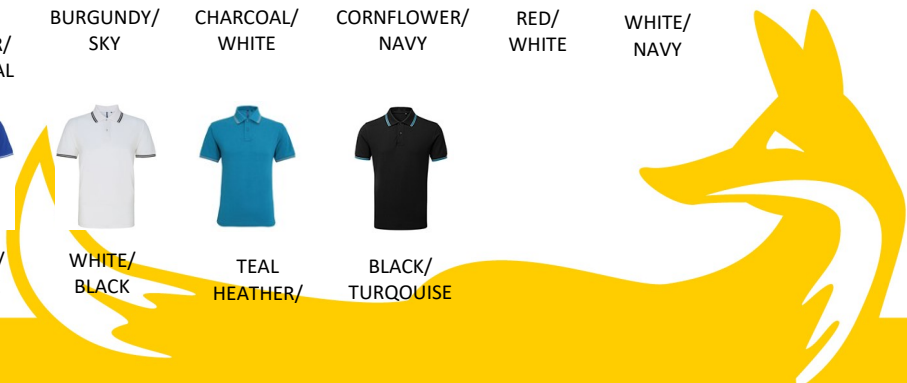 BURGUNDY/
SKY
CHARCOAL/
WHITE
CORNFLOWER/
NAVY
RED/
WHITE
WHITE/
NAVY
WHITE/
BLACK
TEAL
HEATHER/
BLACK/
TURQOUISE